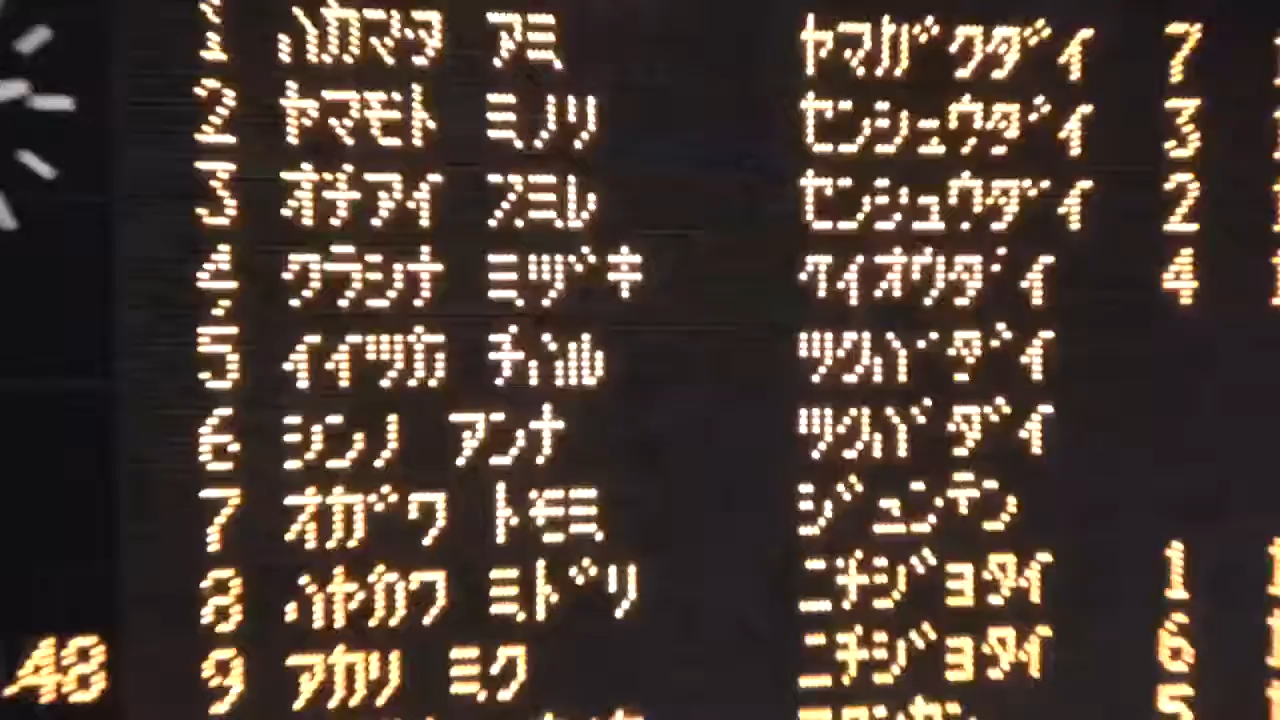 1 ハカマタ アミ ヤマガクダイ 7
2 ヤマモト ミノリ センシュウダイ 3
3 オチアイ スミレ センシュウダイ 2
4 クラシナ ミヅキ ケイオウダイ 4
5 イイヅカ チハル ツクバダイ
6 シンノ アンナ ツクバダイ
7 オガワ トモミ ジュンテン
8 ハヤカワ ミドリ ニチジョダイ 1
48 9 アカリ ミク ニチジョダイ 6
5